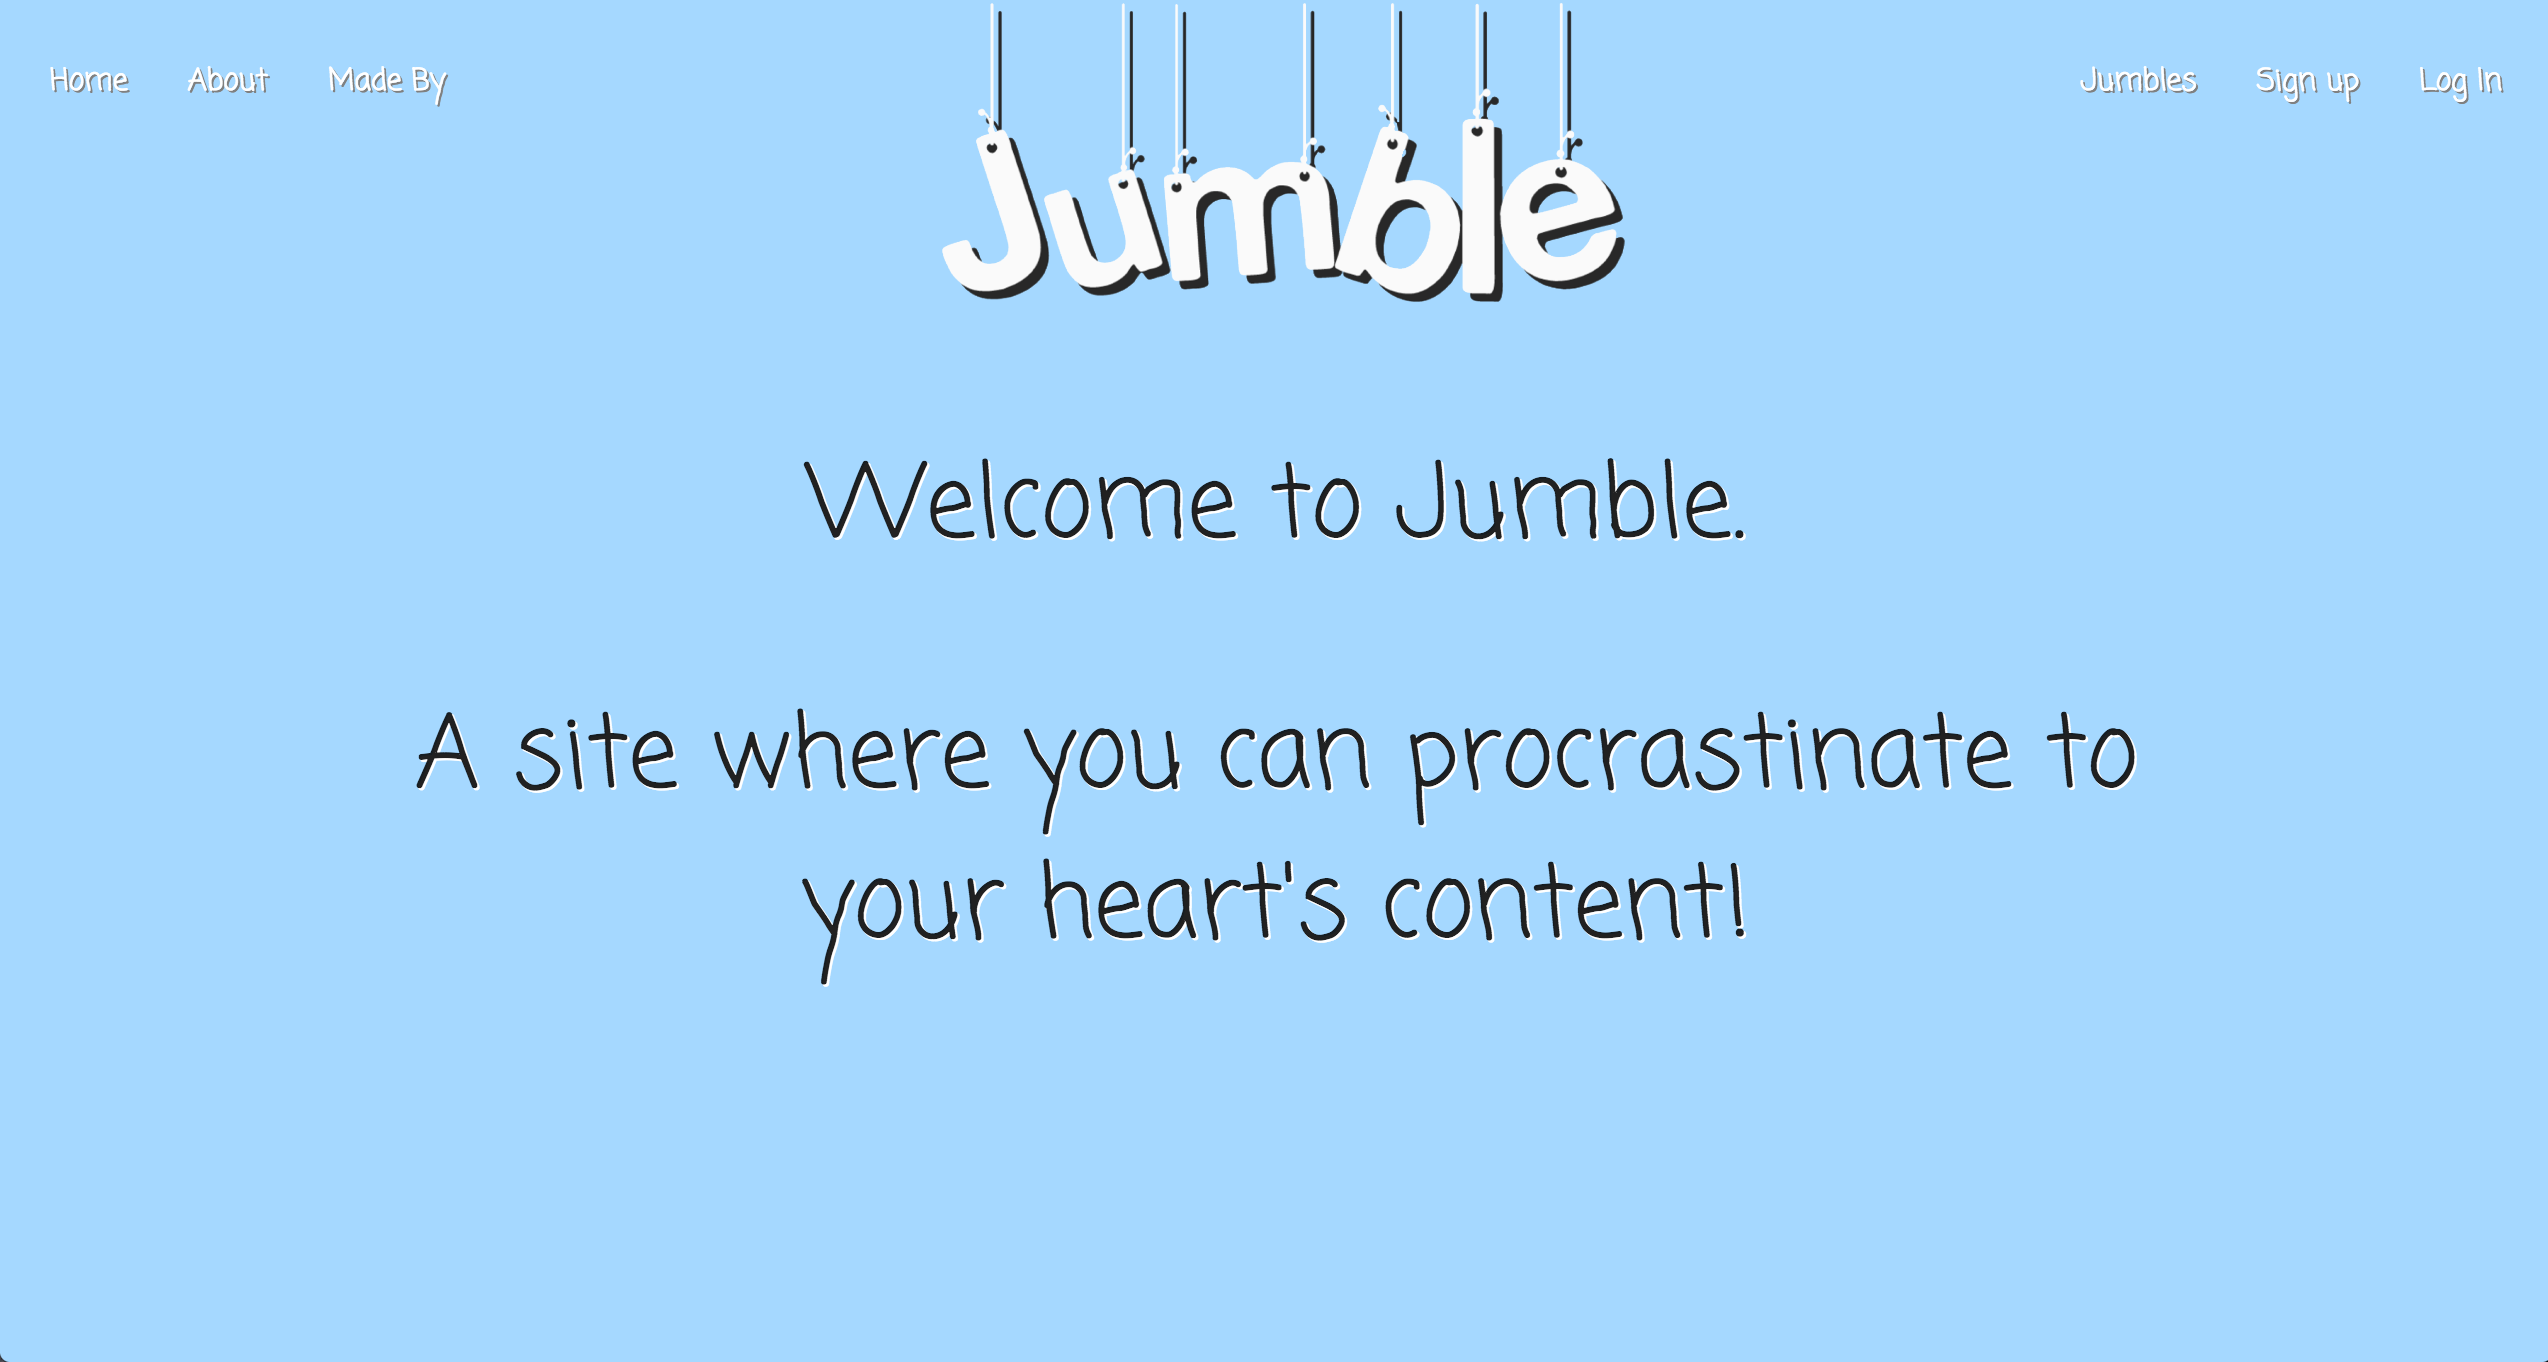 Home About Made By
Jumbles Sign up Log In
Jumble
Welcome to Jumble.
A site where you can procrastinate to
your heart's content!